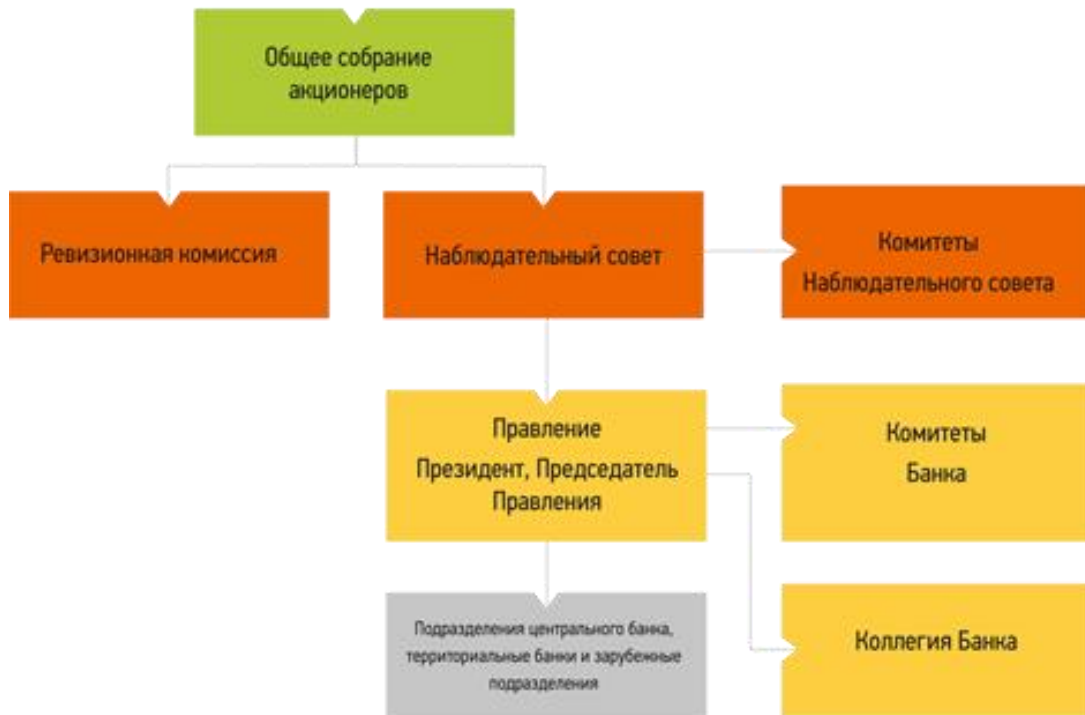 Общее собрание
акционеров
Ревизионная комиссия
Наблюдательный совет
Комитеты
Наблюдательного совета
Правление
Президент, Председатель
Правления
Комитеты
Банка
Подразделения центрального банка,
территориальные банки и зарубежные
подразделения
Коллегия Банка